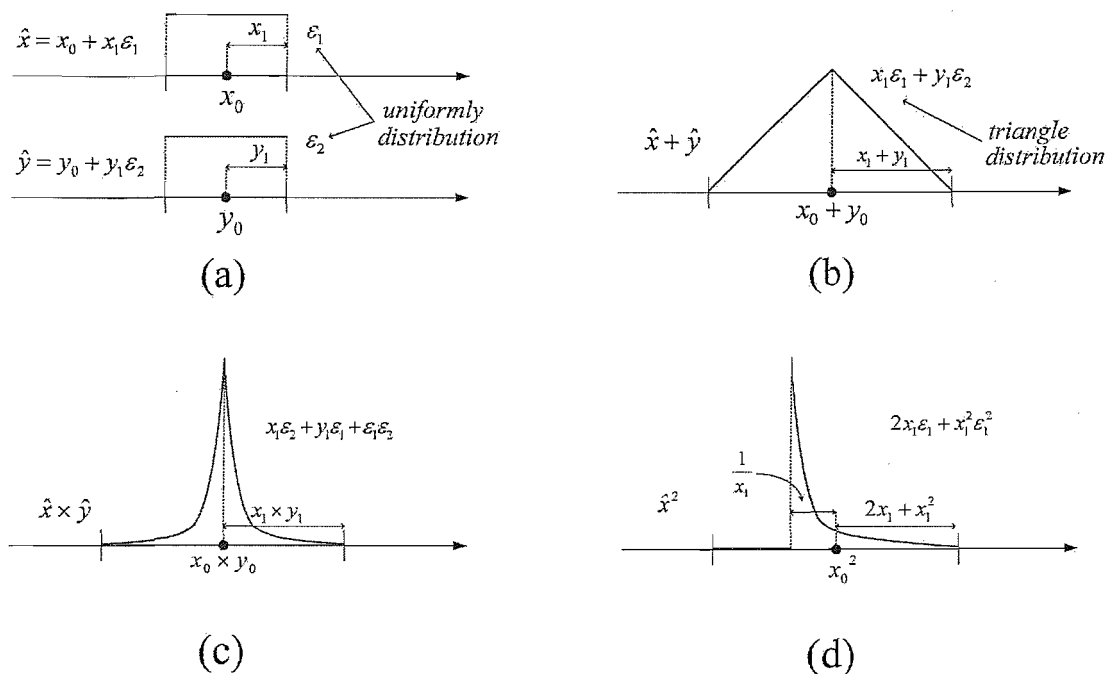 x̂ = x₀ + x₁ε₁
x₁
ε₁
x₀
uniformly
distribution
ŷ = y₀ + y₁ε₂
y₁
ε₂
y₀
(a)
x₁ε₁ + y₁ε₂
triangle
distribution
x̂ + ŷ
x₁ + y₁
x₀ + y₀
(b)
x₁ε₂ + y₁ε₁ + ε₁ε₂
x̂ × ŷ
x₁ × y₁
x₀ × y₀
(c)
2x₁ε₁ + x₁²ε₁²
1/x₁
x̂²
2x₁ + x₁²
x₀²
(d)